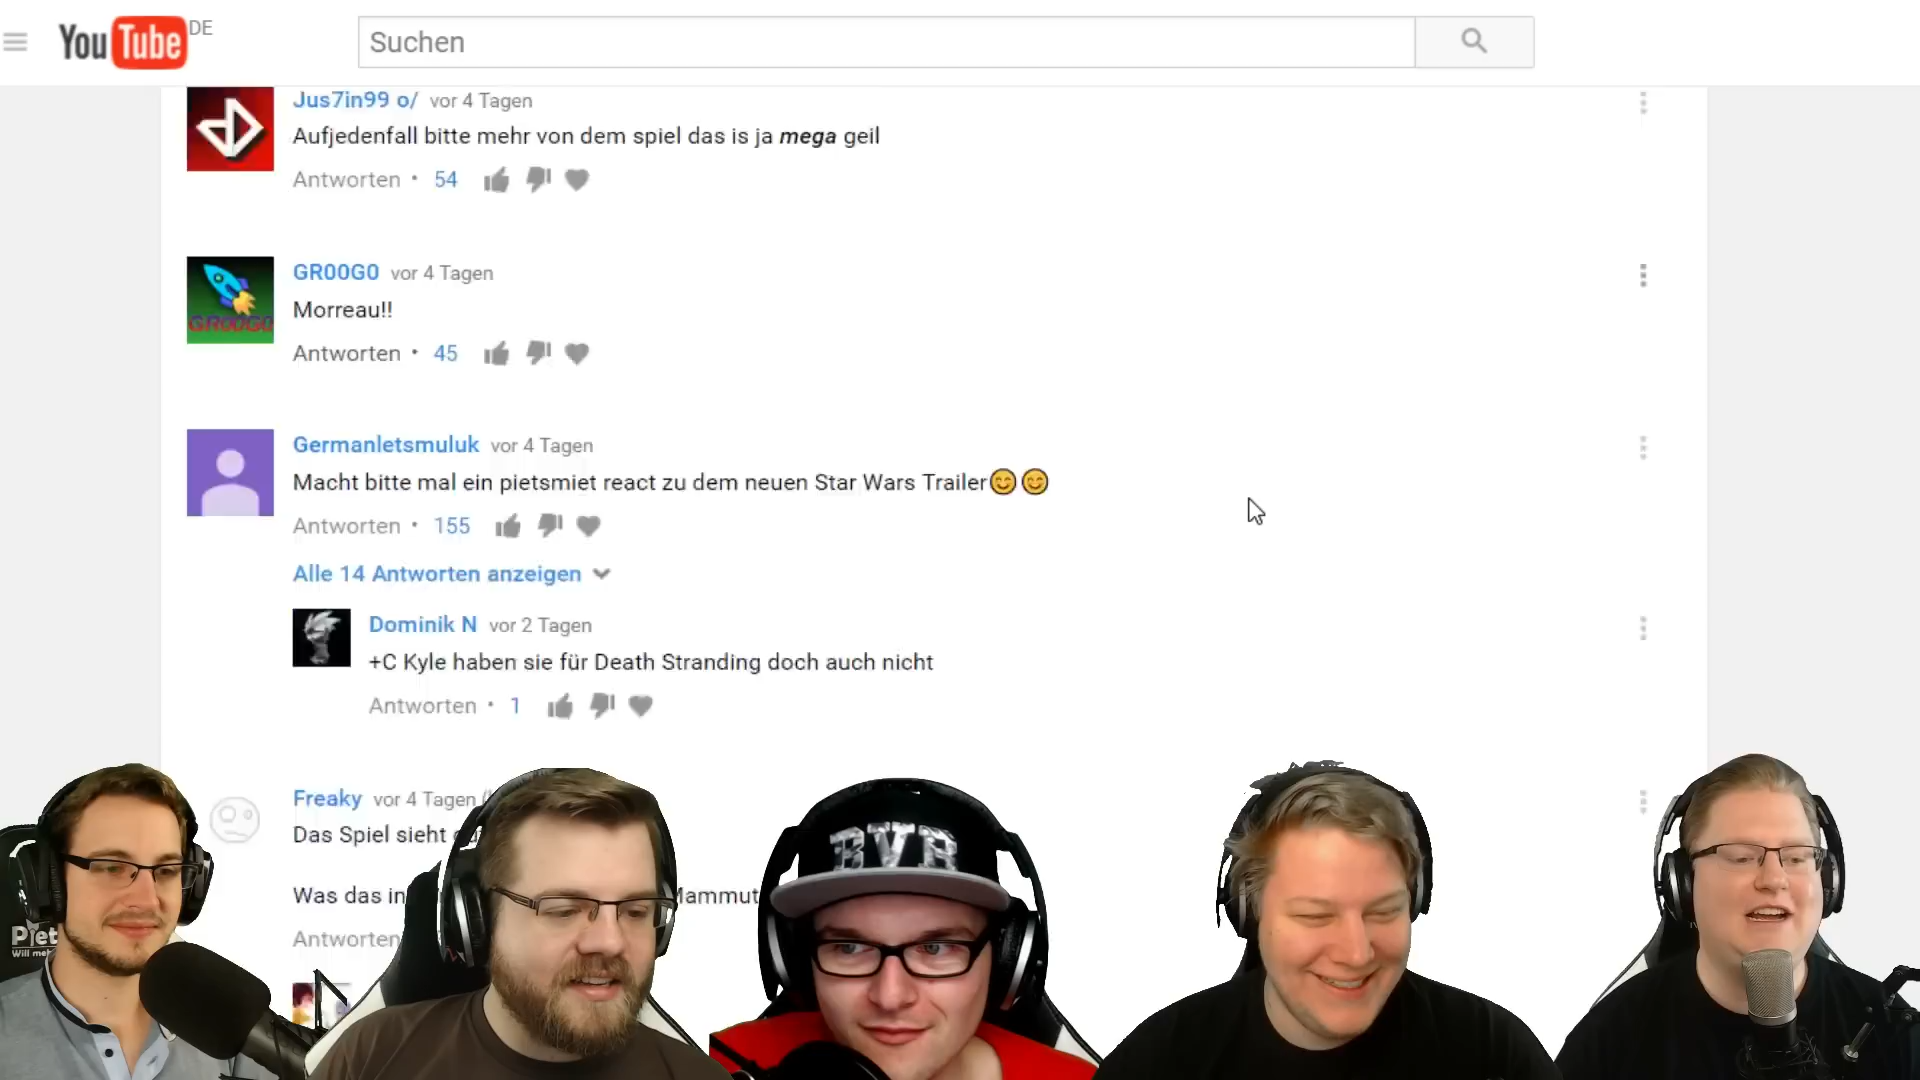 YouTube DE
Suchen
Jus7in99 o/ vor 4 Tagen
Aufjedenfall bitte mehr von dem spiel das is ja mega geil
Antworten • 54
GR00G0
GR00G0 vor 4 Tagen
Morreau!!
Antworten • 45
Germanletsmuluk vor 4 Tagen
Macht bitte mal ein pietsmiet react zu dem neuen Star Wars Trailer😊😊
Antworten • 155
Alle 14 Antworten anzeigen
Dominik N vor 2 Tagen
+C Kyle haben sie für Death Stranding doch auch nicht
Antworten • 1
Freaky vor 4 Tagen
Das Spiel sieht
Was das in Mammut
Antworten
BVB
Piet
Will